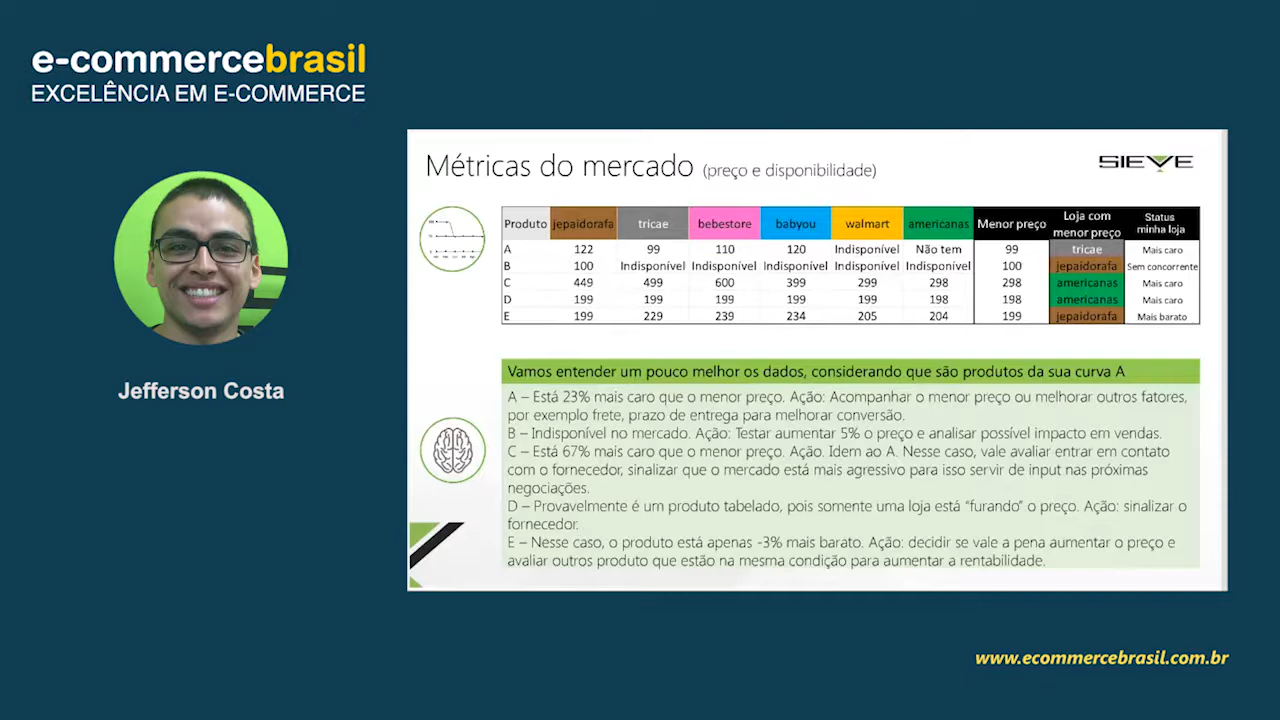 e-commercebrasil
EXCELÊNCIA EM E-COMMERCE
Jefferson Costa
Métricas do mercado (preço e disponibilidade)
SIEVE
Produto jepaidorafa tricae bebestore babyou walmart americanas Menor preço Loja com menor preço Status minha loja
A 122 99 110 120 Indisponível Não tem 99 tricae Mais caro
B 100 Indisponível Indisponível Indisponível Indisponível Indisponível 100 jepaidorafa Sem concorrente
C 449 499 600 399 299 298 298 americanas Mais caro
D 199 199 199 199 199 198 198 americanas Mais caro
E 199 229 239 234 205 204 199 jepaidorafa Mais barato
Vamos entender um pouco melhor os dados, considerando que são produtos da sua curva A
A – Está 23% mais caro que o menor preço. Ação: Acompanhar o menor preço ou melhorar outros fatores,
por exemplo frete, prazo de entrega para melhorar conversão.
B – Indisponível no mercado. Ação: Testar aumentar 5% o preço e analisar possível impacto em vendas.
C – Está 67% mais caro que o menor preço. Ação. Idem ao A. Nesse caso, vale avaliar entrar em contato
com o fornecedor, sinalizar que o mercado está mais agressivo para isso servir de input nas próximas
negociações.
D – Provavelmente é um produto tabelado, pois somente uma loja está “furando” o preço. Ação: sinalizar o
fornecedor.
E – Nesse caso, o produto está apenas -3% mais barato. Ação: decidir se vale a pena aumentar o preço e
avaliar outros produto que estão na mesma condição para aumentar a rentabilidade.
www.ecommercebrasil.com.br